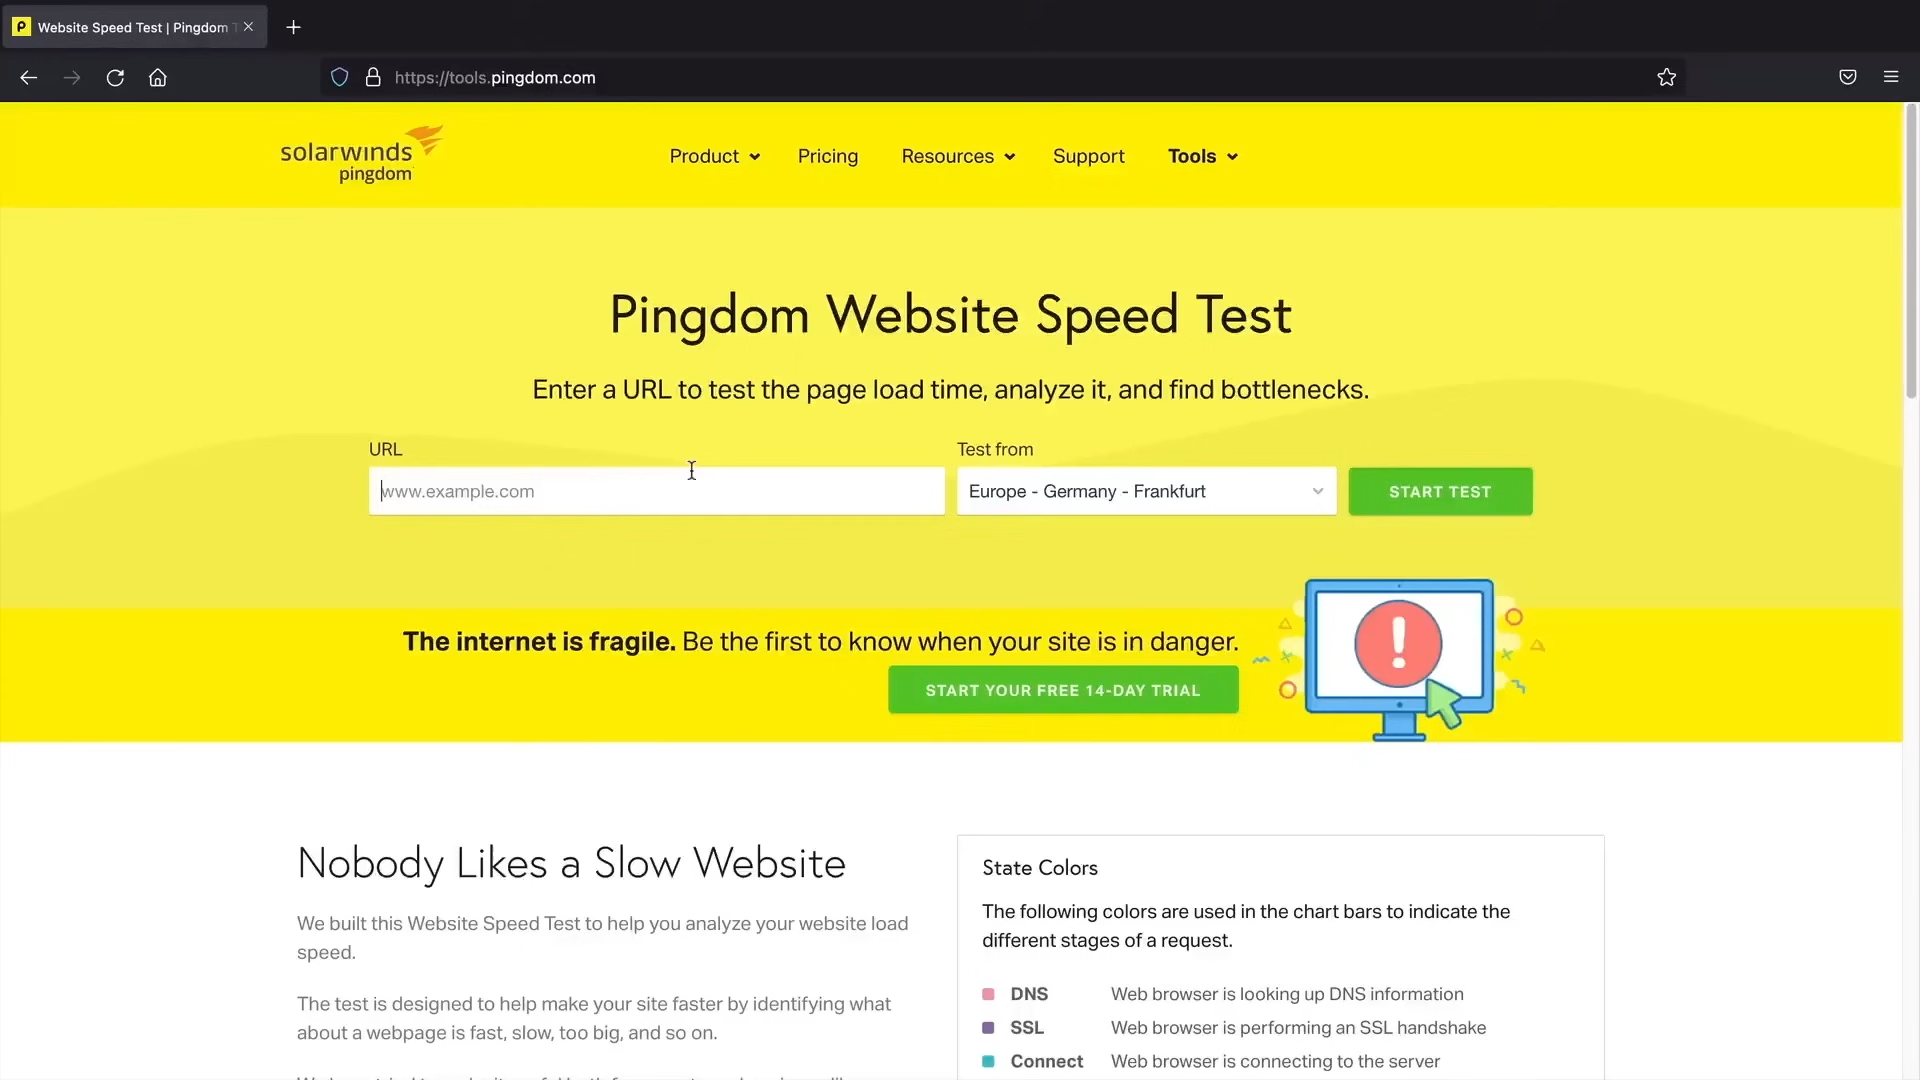 Website Speed Test | Pingdom
https://tools.pingdom.com
solarwinds
pingdom
Product
Pricing
Resources
Support
Tools
Pingdom Website Speed Test
Enter a URL to test the page load time, analyze it, and find bottlenecks.
URL
Test from
www.example.com
Europe - Germany - Frankfurt
START TEST
The internet is fragile. Be the first to know when your site is in danger.
START YOUR FREE 14-DAY TRIAL
Nobody Likes a Slow Website
We built this Website Speed Test to help you analyze your website load
speed.
The test is designed to help make your site faster by identifying what
about a webpage is fast, slow, too big, and so on.
State Colors
The following colors are used in the chart bars to indicate the
different stages of a request.
DNS Web browser is looking up DNS information
SSL Web browser is performing an SSL handshake
Connect Web browser is connecting to the server